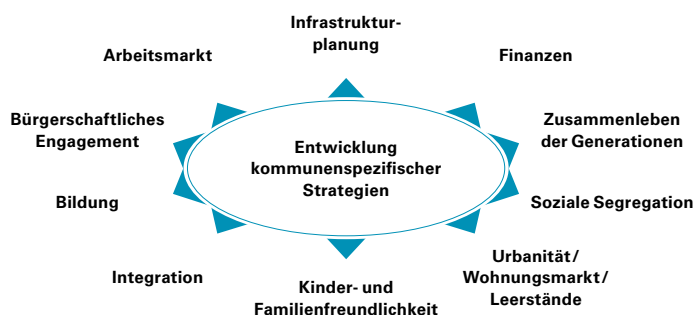 Infrastruktur-
planung
Arbeitsmarkt
Finanzen
Bürgerschaftliches
Engagement
Zusammenleben
der Generationen
Entwicklung
kommunenspezifischer
Strategien
Bildung
Soziale Segregation
Integration
Urbanität/
Wohnungsmarkt/
Leerstände
Kinder- und
Familienfreundlichkeit